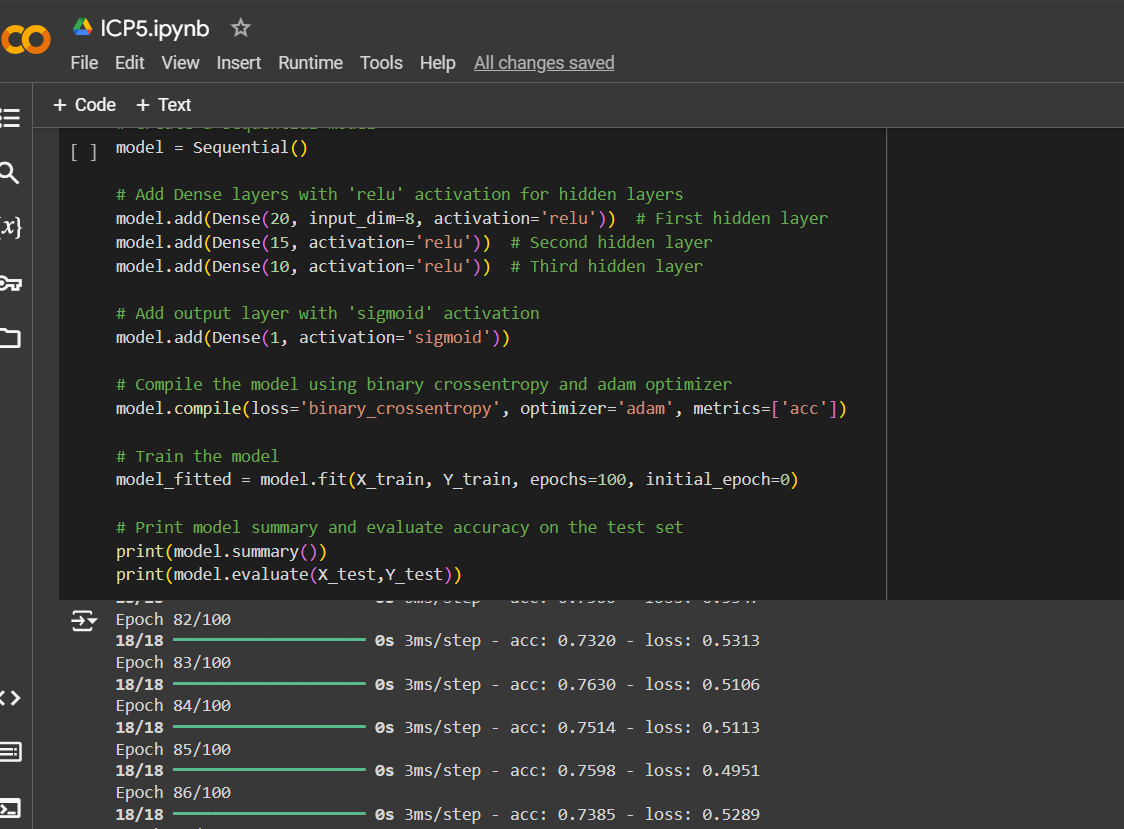 ICP5.ipynb
File Edit View Insert Runtime Tools Help All changes saved
+ Code + Text
# Create a Sequential model
[ ] model = Sequential()
# Add Dense layers with 'relu' activation for hidden layers
model.add(Dense(20, input_dim=8, activation='relu')) # First hidden layer
model.add(Dense(15, activation='relu')) # Second hidden layer
model.add(Dense(10, activation='relu')) # Third hidden layer
# Add output layer with 'sigmoid' activation
model.add(Dense(1, activation='sigmoid'))
# Compile the model using binary crossentropy and adam optimizer
model.compile(loss='binary_crossentropy', optimizer='adam', metrics=['acc'])
# Train the model
model_fitted = model.fit(X_train, Y_train, epochs=100, initial_epoch=0)
# Print model summary and evaluate accuracy on the test set
print(model.summary())
print(model.evaluate(X_test,Y_test))
Epoch 82/100
18/18 0s 3ms/step - acc: 0.7320 - loss: 0.5313
Epoch 83/100
18/18 0s 3ms/step - acc: 0.7630 - loss: 0.5106
Epoch 84/100
18/18 0s 3ms/step - acc: 0.7514 - loss: 0.5113
Epoch 85/100
18/18 0s 3ms/step - acc: 0.7598 - loss: 0.4951
Epoch 86/100
18/18 0s 3ms/step - acc: 0.7385 - loss: 0.5289